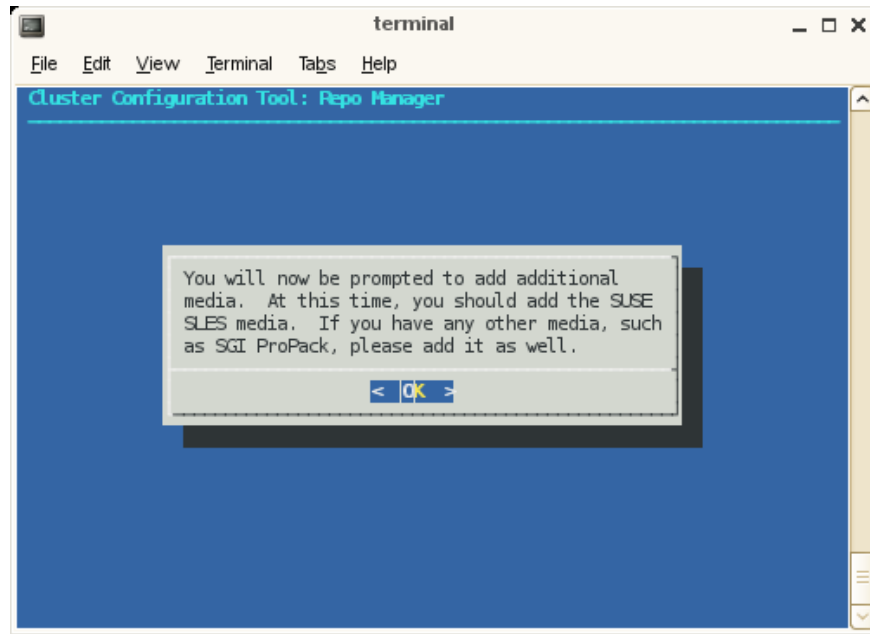 terminal
File Edit View Terminal Tabs Help
Cluster Configuration Tool: Repo Manager
You will now be prompted to add additional
media.  At this time, you should add the SUSE
SLES media.  If you have any other media, such
as SGI ProPack, please add it as well.
<  OK  >